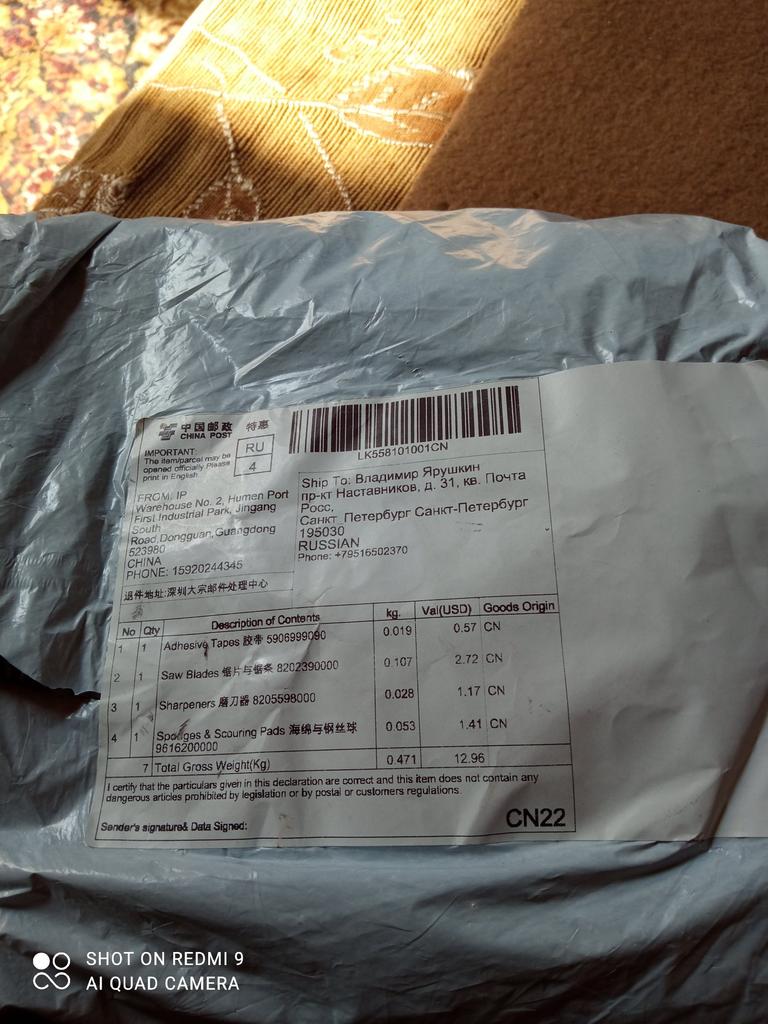 中国邮政 特惠
CHINA POST
RU
4
IMPORTANT:
The item/parcel may be
opened officially Please
print in English
LK558101001CN
FROM: IP
Warehouse No. 2, Humen Port
First Industrial Park, Jingang
South
Road,Dongguan,Guangdong
523980
CHINA
PHONE: 15920244345
退件地址:深圳大宗邮件处理中心
Ship To: Владимир Ярушкин
пр-кт Наставников, д. 31, кв. Почта
Росс,
Санкт Петербург Санкт-Петербург
195030
RUSSIAN
Phone: +79516502370
No Qty Description of Contents kg. Val(USD) Goods Origin
1 1 Adhesive Tapes 胶带 5906999090 0.019 0.57 CN
2 1 Saw Blades 锯片与锯条 8202390000 0.107 2.72 CN
3 1 Sharpeners 磨刀器 8205598000 0.028 1.17 CN
4 1 Sponges & Scouring Pads 海绵与钢丝球 0.053 1.41 CN
9616200000
7 Total Gross Weight(Kg) 0.471 12.96
I certify that the particulars given in this declaration are correct and this item does not contain any
dangerous articles prohibited by legislation or by postal or customers regulations.
Sender's signature& Data Signed:
CN22
SHOT ON REDMI 9
AI QUAD CAMERA